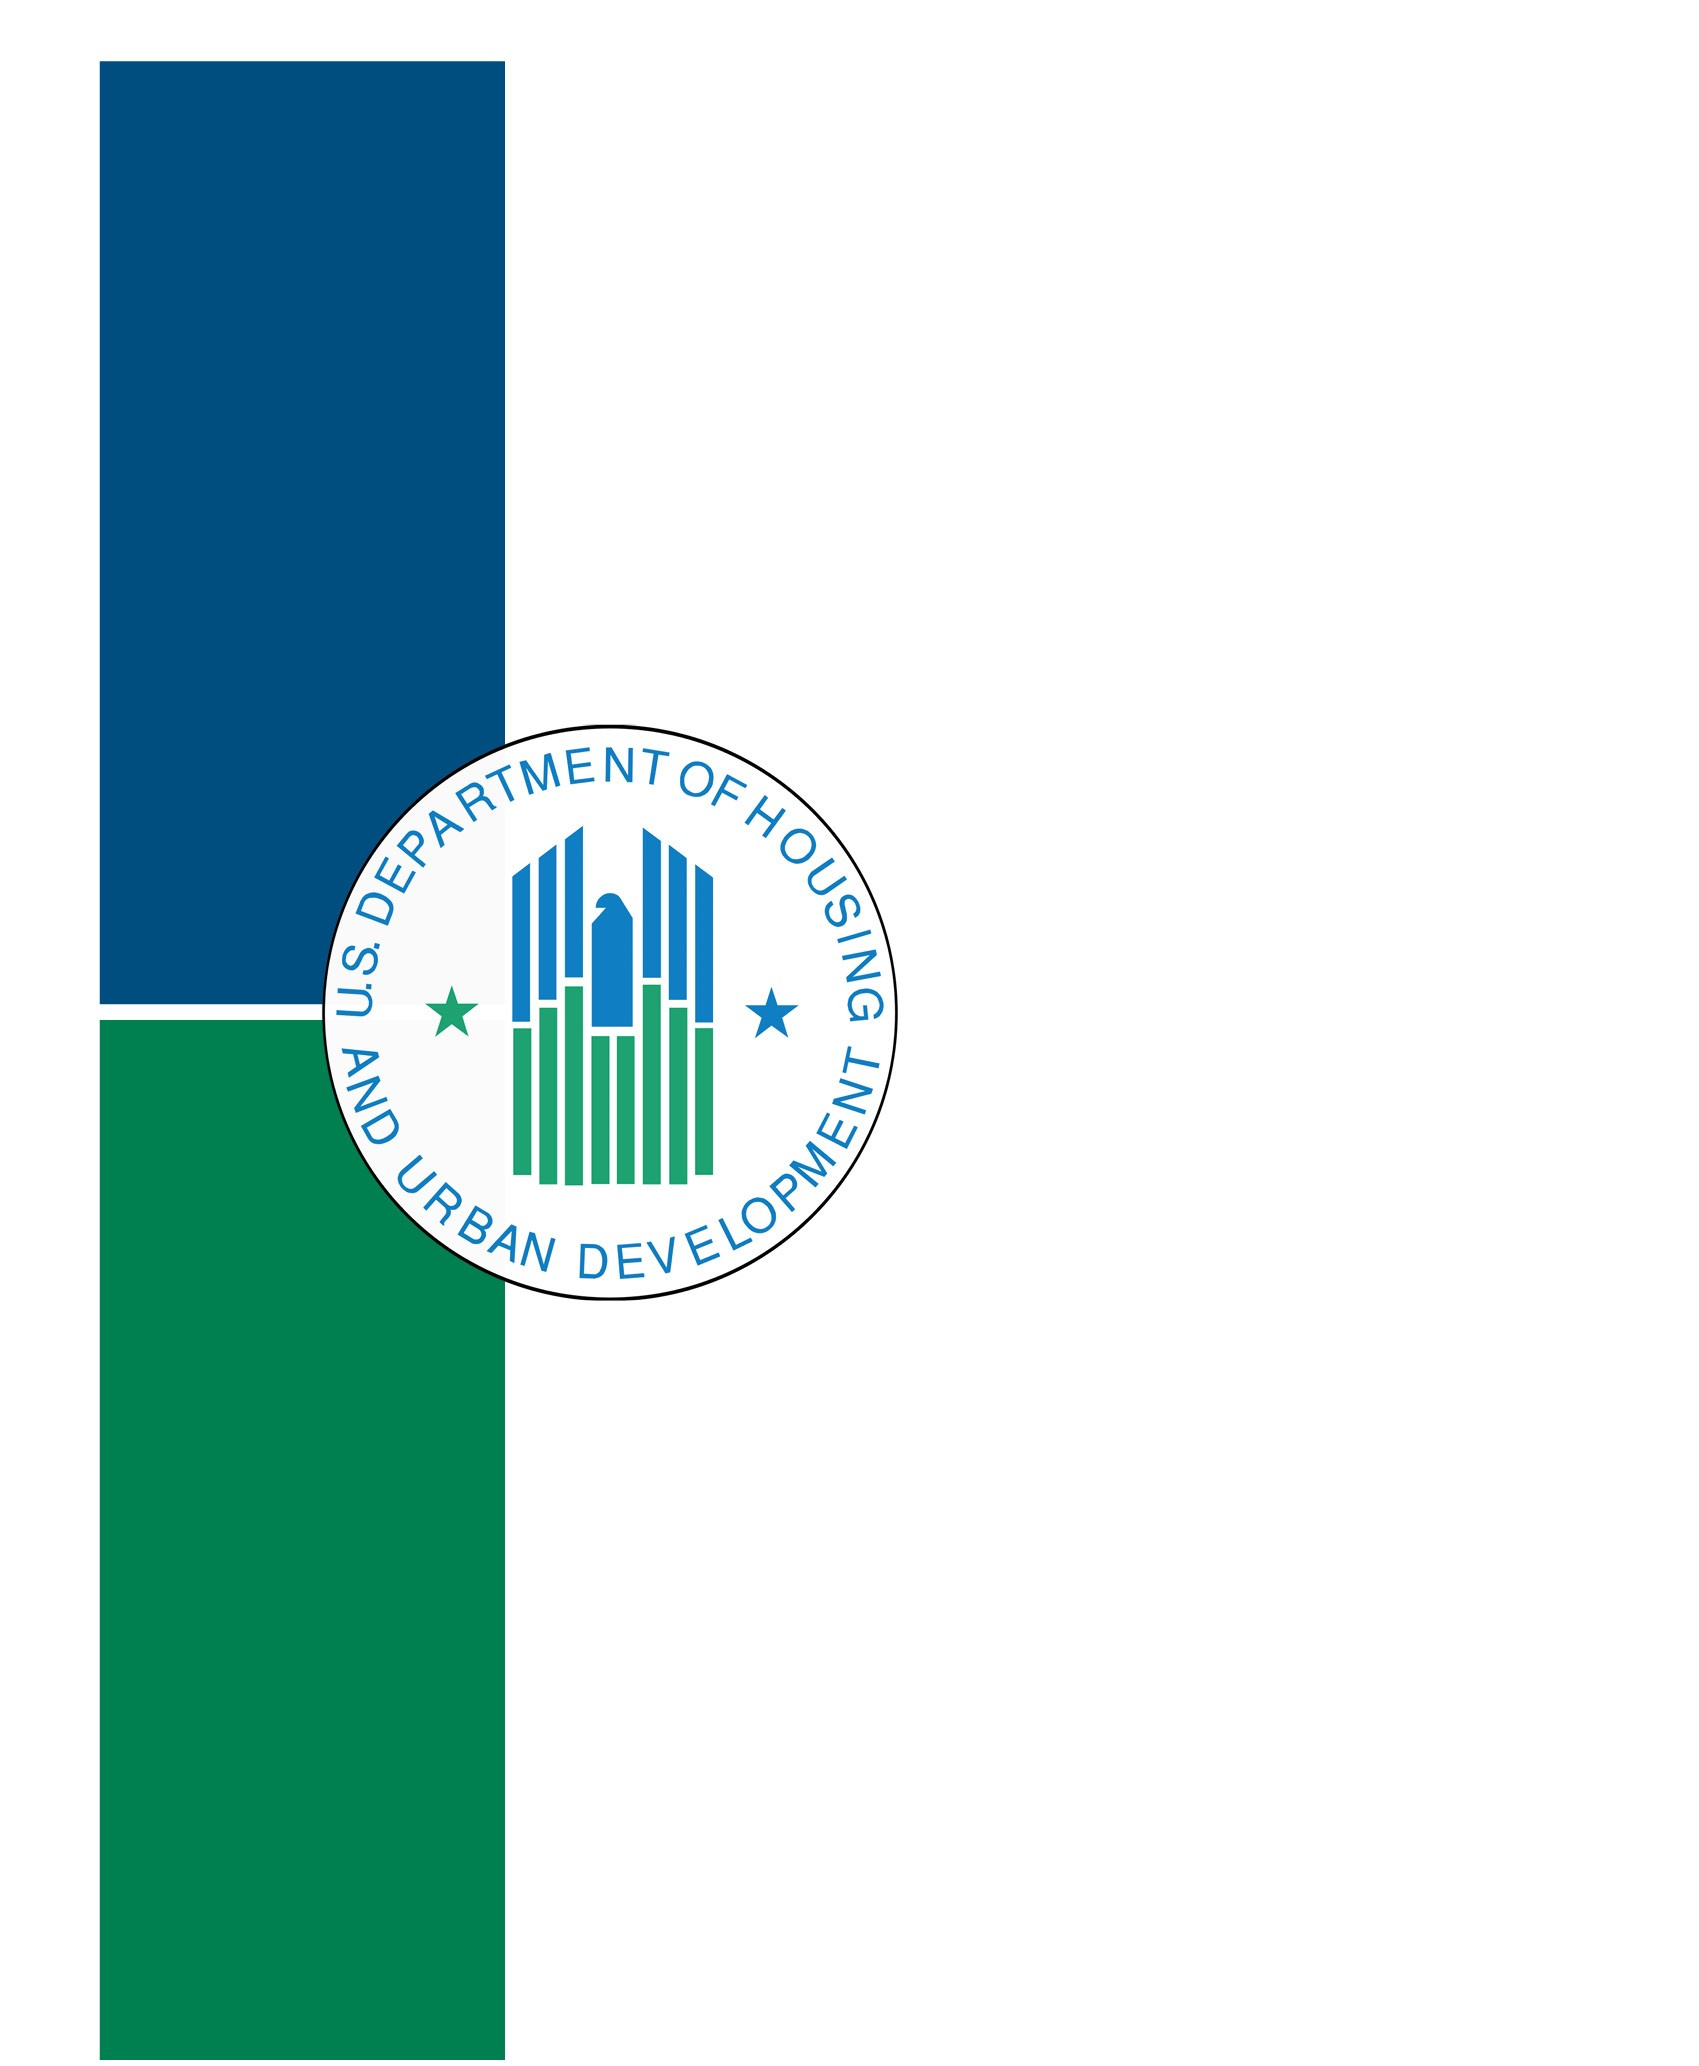 U.S. DEPARTMENT OF HOUSING
AND URBAN DEVELOPMENT